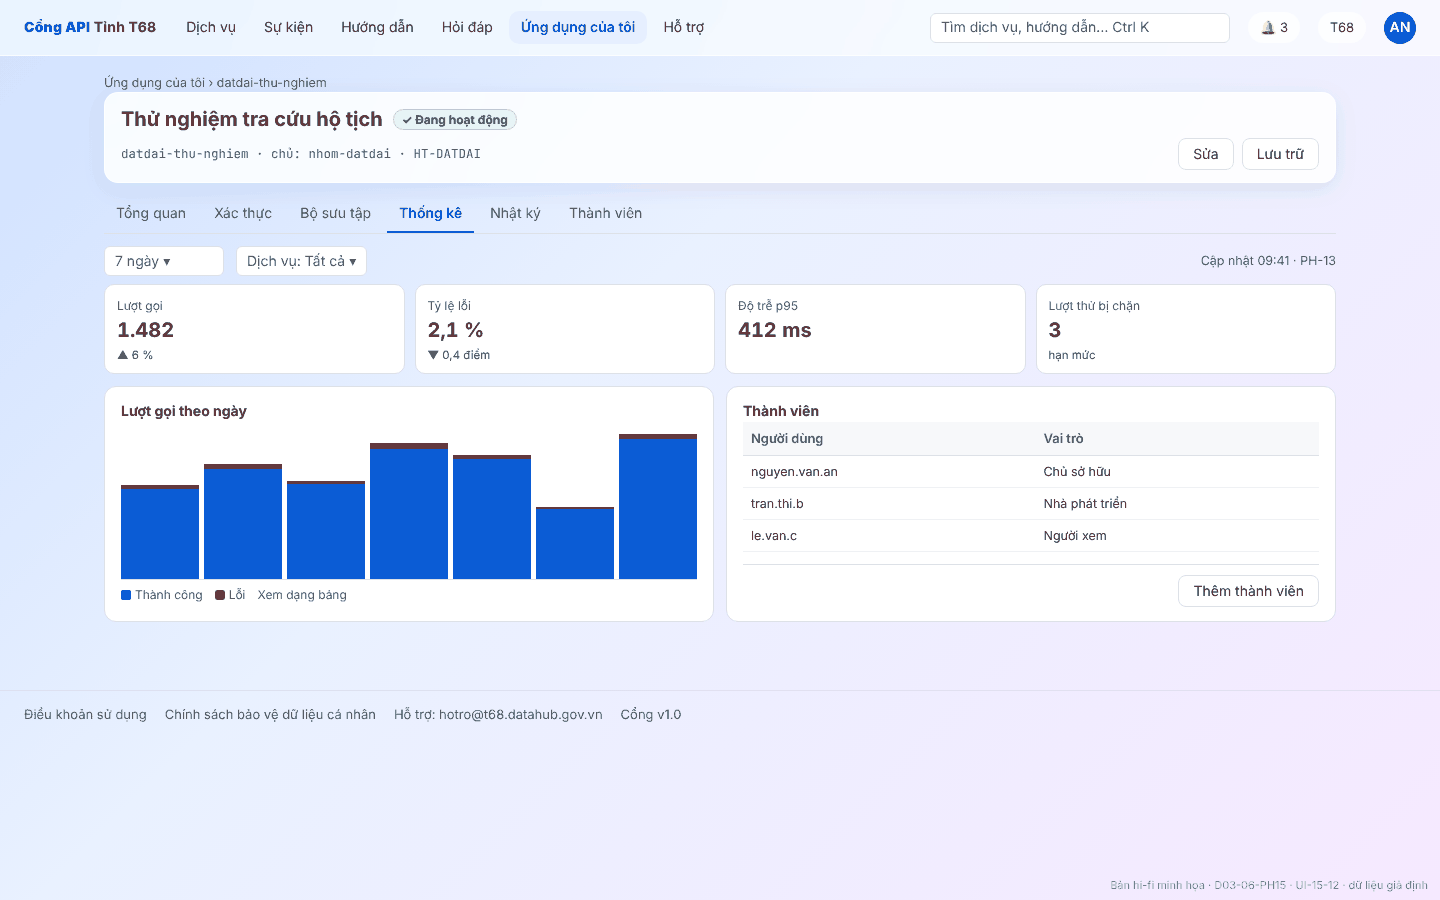 Cổng API Tỉnh T68 Dịch vụ Sự kiện Hướng dẫn Hỏi đáp Ứng dụng của tôi Hỗ trợ Tìm dịch vụ, hướng dẫn... Ctrl K 3 T68 AN
Ứng dụng của tôi › datdai-thu-nghiem
Thử nghiệm tra cứu hộ tịch ✓ Đang hoạt động
datdai-thu-nghiem · chủ: nhom-datdai · HT-DATDAI Sửa Lưu trữ
Tổng quan Xác thực Bộ sưu tập Thống kê Nhật ký Thành viên
7 ngày ▾ Dịch vụ: Tất cả ▾ Cập nhật 09:41 · PH-13
Lượt gọi
1.482
▲ 6 %
Tỷ lệ lỗi
2,1 %
▼ 0,4 điểm
Độ trễ p95
412 ms
Lượt thử bị chặn
3
hạn mức
Lượt gọi theo ngày
Thành công Lỗi Xem dạng bảng
Thành viên
Người dùng Vai trò
nguyen.van.an Chủ sở hữu
tran.thi.b Nhà phát triển
le.van.c Người xem
Thêm thành viên
Điều khoản sử dụng Chính sách bảo vệ dữ liệu cá nhân Hỗ trợ: hotro@t68.datahub.gov.vn Cổng v1.0
Bản hi-fi minh họa · D03-06-PH15 · UI-15-12 · dữ liệu giả định